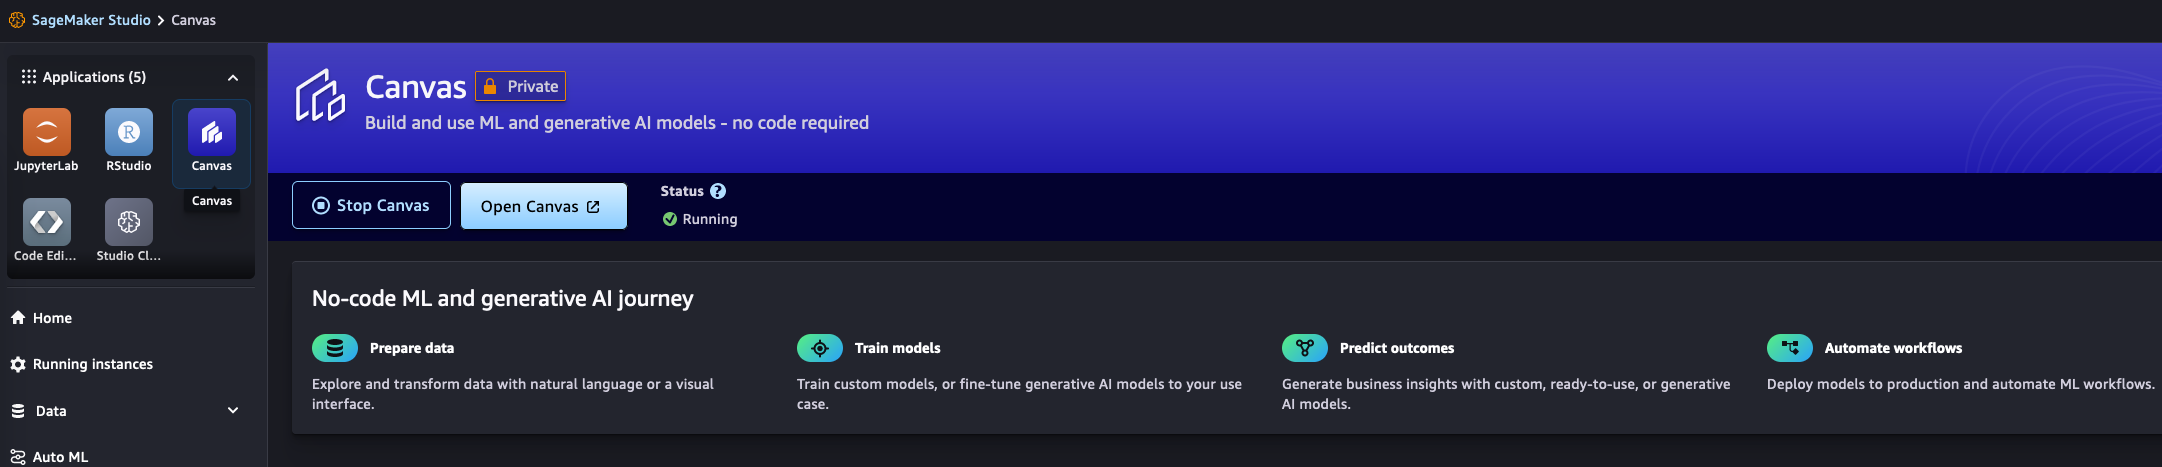 SageMaker Studio > Canvas
Applications (5)
JupyterLab
RStudio
Canvas
Canvas
Code Edi...
Studio Cl...
Home
Running instances
Data
Auto ML
Canvas
Private
Build and use ML and generative AI models - no code required
Stop Canvas
Open Canvas
Status
Running
No-code ML and generative AI journey
Prepare data
Explore and transform data with natural language or a visual
interface.
Train models
Train custom models, or fine-tune generative AI models to your use
case.
Predict outcomes
Generate business insights with custom, ready-to-use, or generative
AI models.
Automate workflows
Deploy models to production and automate ML workflows.